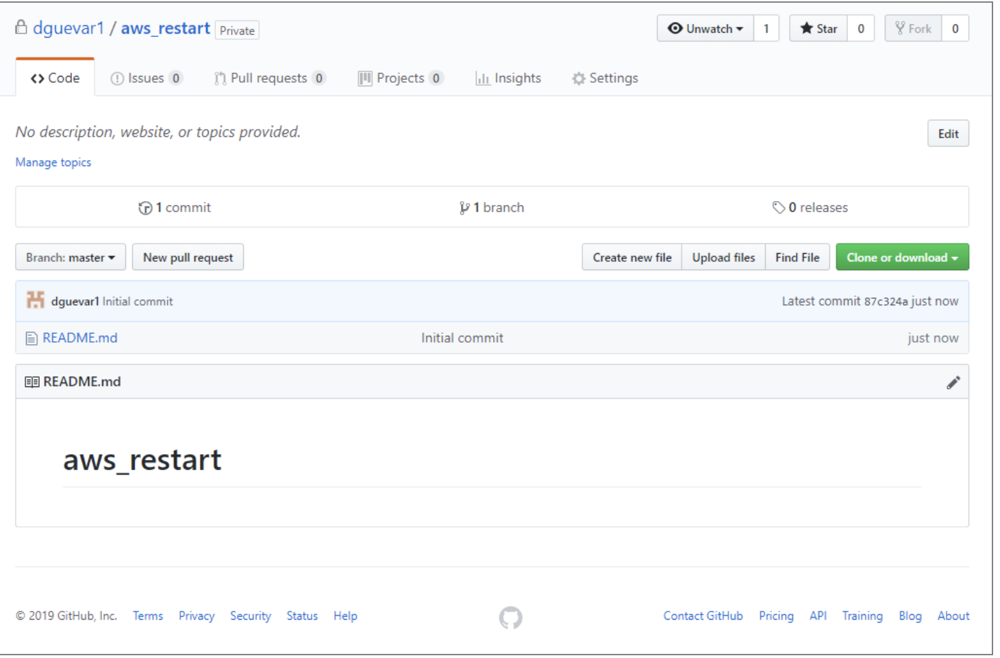 dguevar1 / aws_restart Private Unwatch 1 Star 0 Fork 0
Code Issues 0 Pull requests 0 Projects 0 Insights Settings
No description, website, or topics provided. Edit
Manage topics
1 commit 1 branch 0 releases
Branch: master New pull request Create new file Upload files Find File Clone or download
dguevar1 Initial commit Latest commit 87c324a just now
README.md Initial commit just now
README.md
aws_restart
© 2019 GitHub, Inc. Terms Privacy Security Status Help Contact GitHub Pricing API Training Blog About